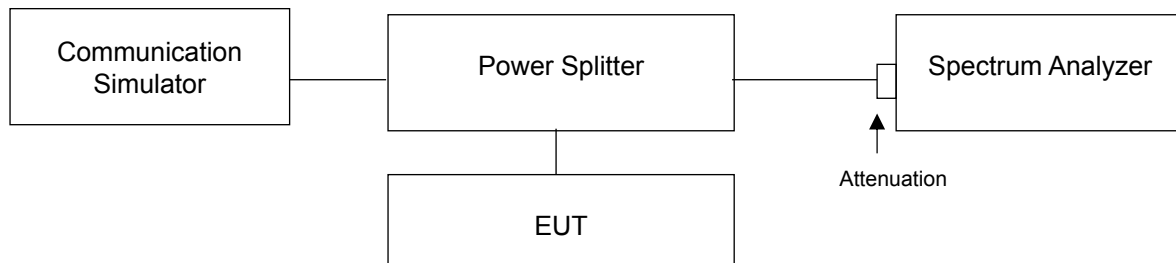 Communication
Simulator
Power Splitter
Spectrum Analyzer
Attenuation
EUT